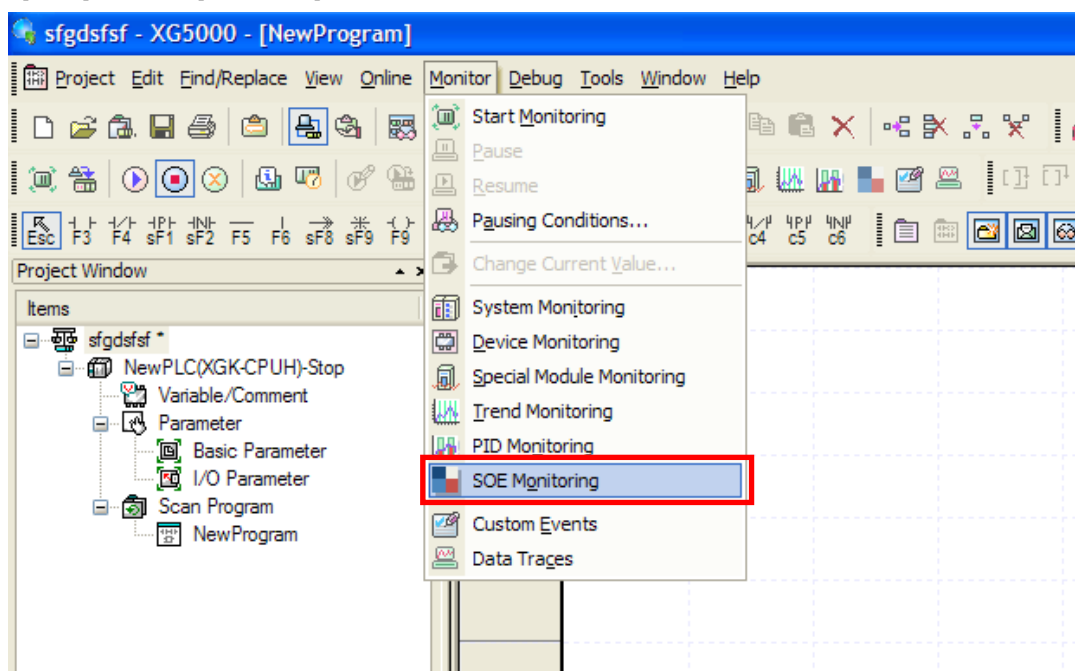 sfgdsfsf - XG5000 - [NewProgram]
Project Edit Find/Replace View Online Monitor Debug Tools Window Help
Start Monitoring
Pause
Resume
Pausing Conditions...
Change Current Value...
System Monitoring
Device Monitoring
Special Module Monitoring
Trend Monitoring
PID Monitoring
SOE Monitoring
Custom Events
Data Traces
Esc F3 F4 sF1 sF2 F5 F6 sF8 sF9 F9 c4 c5 c6
Project Window
Items
sfgdsfsf *
NewPLC(XGK-CPUH)-Stop
Variable/Comment
Parameter
Basic Parameter
I/O Parameter
Scan Program
NewProgram